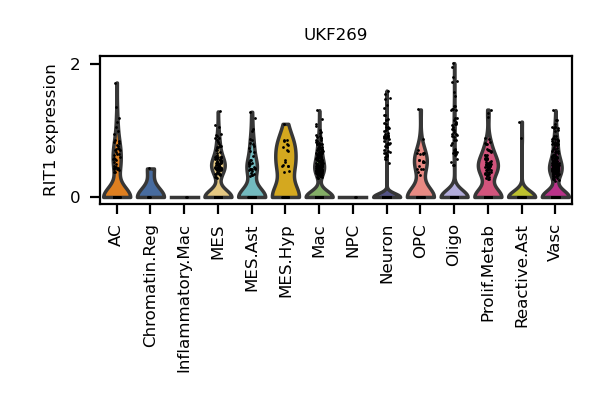 UKF269
RIT1 expression
2
0
AC
Chromatin.Reg
Inflammatory.Mac
MES
MES.Ast
MES.Hyp
Mac
NPC
Neuron
OPC
Oligo
Prolif.Metab
Reactive.Ast
Vasc